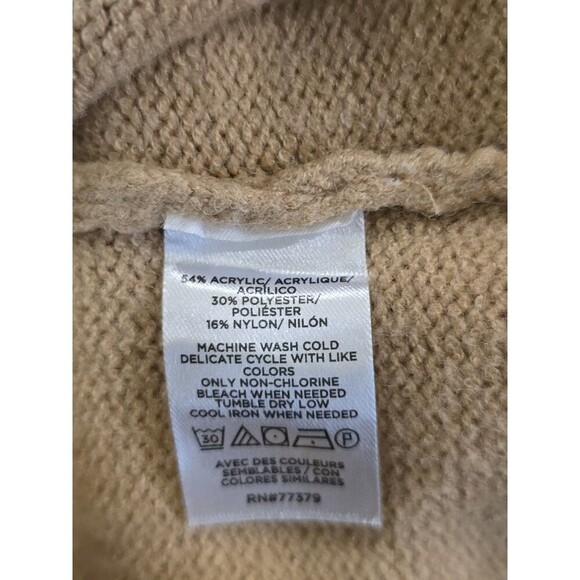 54% ACRYLIC/ ACRYLIQUE/
ACRÍLICO
30% POLYESTER/
POLIÉSTER
16% NYLON/ NILÓN
MACHINE WASH COLD
DELICATE CYCLE WITH LIKE
COLORS
ONLY NON-CHLORINE
BLEACH WHEN NEEDED
TUMBLE DRY LOW
COOL IRON WHEN NEEDED
30 P
AVEC DES COULEURS
SEMBLABLES / CON
COLORES SIMILARES
RN#77379